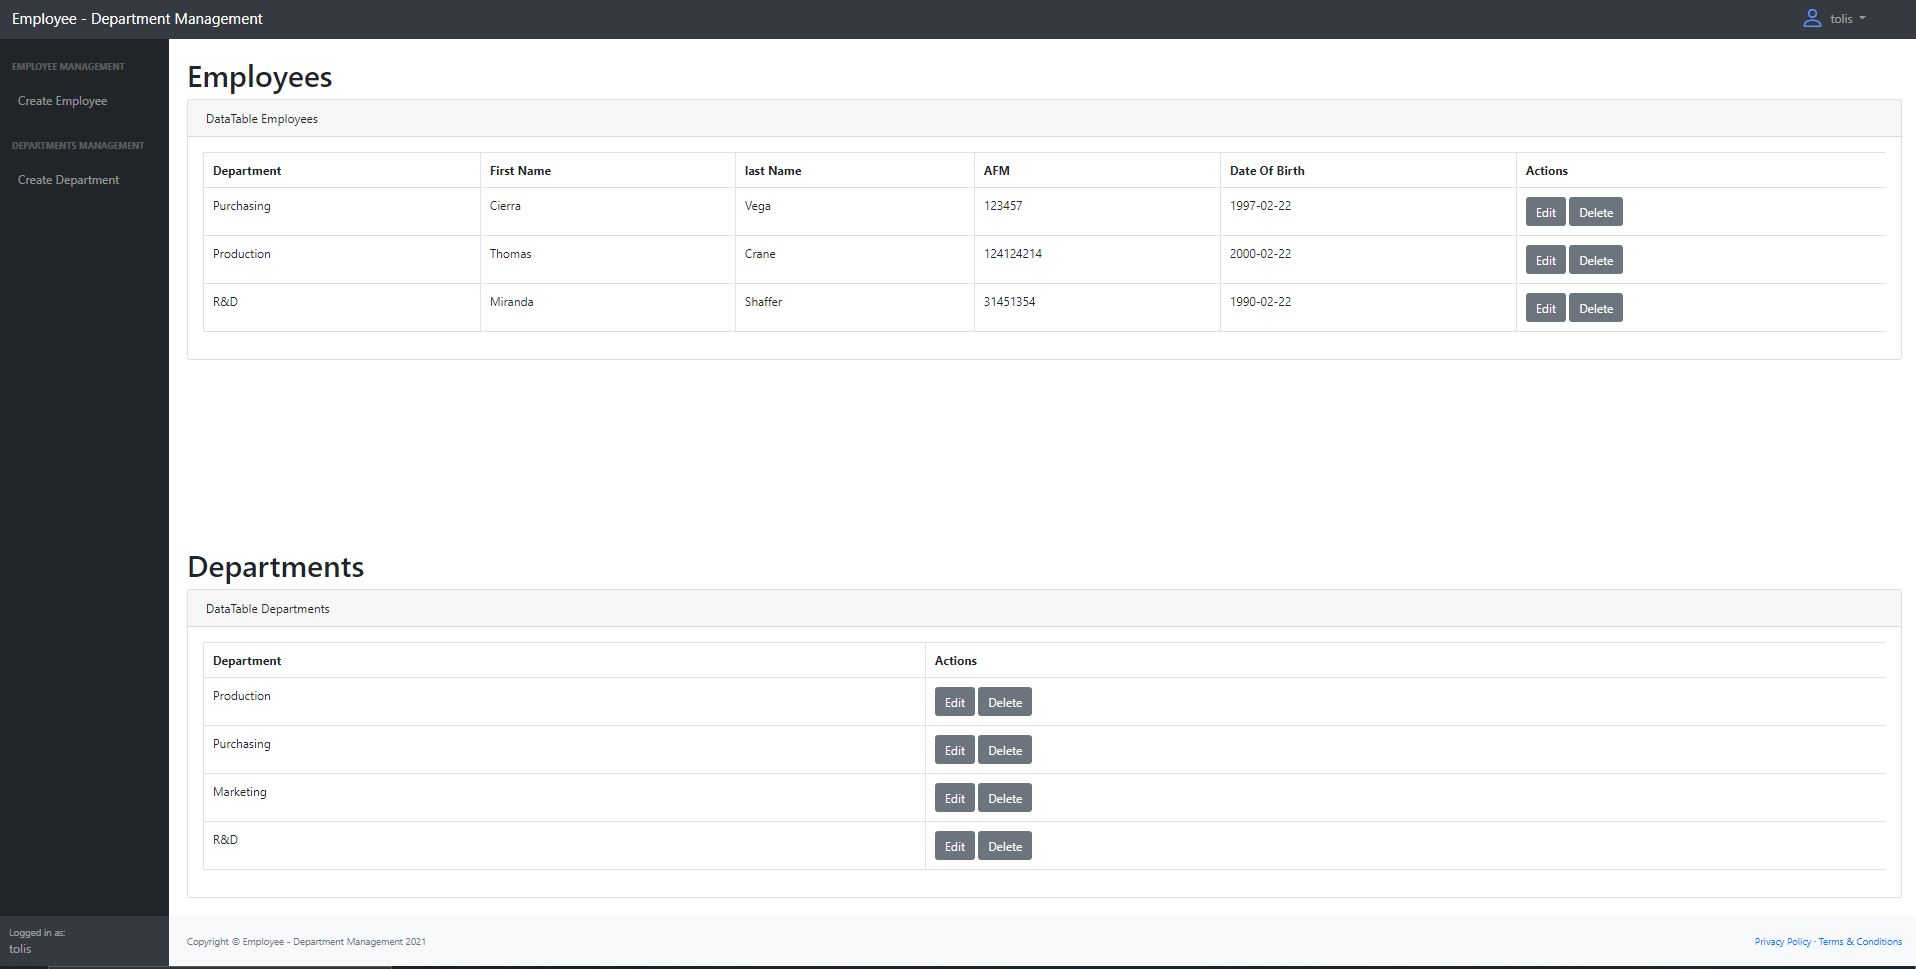 Employee - Department Management
tolis
EMPLOYEE MANAGEMENT
Create Employee
DEPARTMENTS MANAGEMENT
Create Department
Employees
DataTable Employees
Department First Name last Name AFM Date Of Birth Actions
Purchasing Cierra Vega 123457 1997-02-22 Edit Delete
Production Thomas Crane 124124214 2000-02-22 Edit Delete
R&D Miranda Shaffer 31451354 1990-02-22 Edit Delete
Departments
DataTable Departments
Department Actions
Production Edit Delete
Purchasing Edit Delete
Marketing Edit Delete
R&D Edit Delete
Logged in as:
tolis
Copyright © Employee - Department Management 2021
Privacy Policy · Terms & Conditions